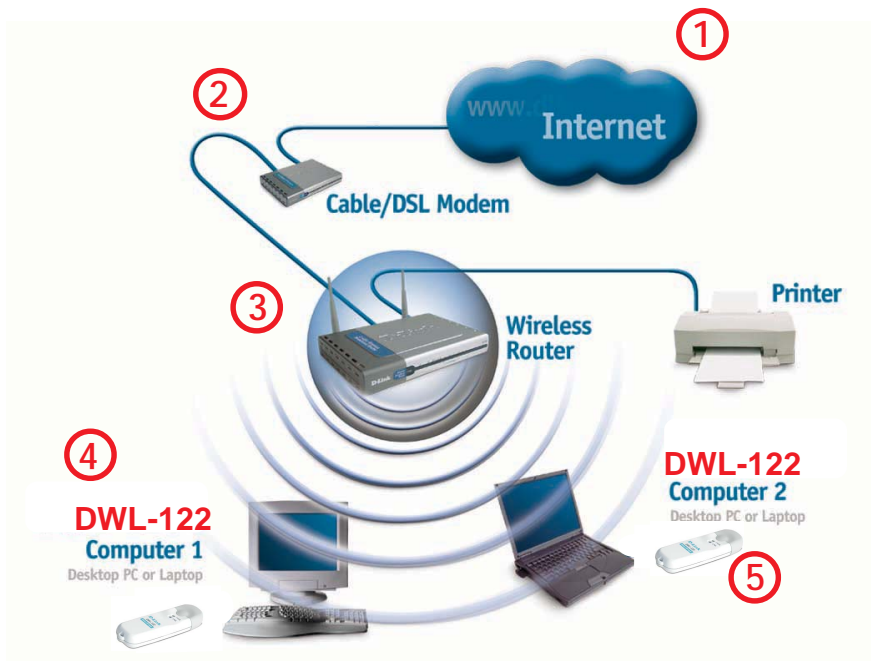 1
www.
Internet
2
Cable/DSL Modem
3
Wireless
Router
D-Link
Printer
4
DWL-122
Computer 1
Desktop PC or Laptop
DWL-122
Computer 2
Desktop PC or Laptop
5